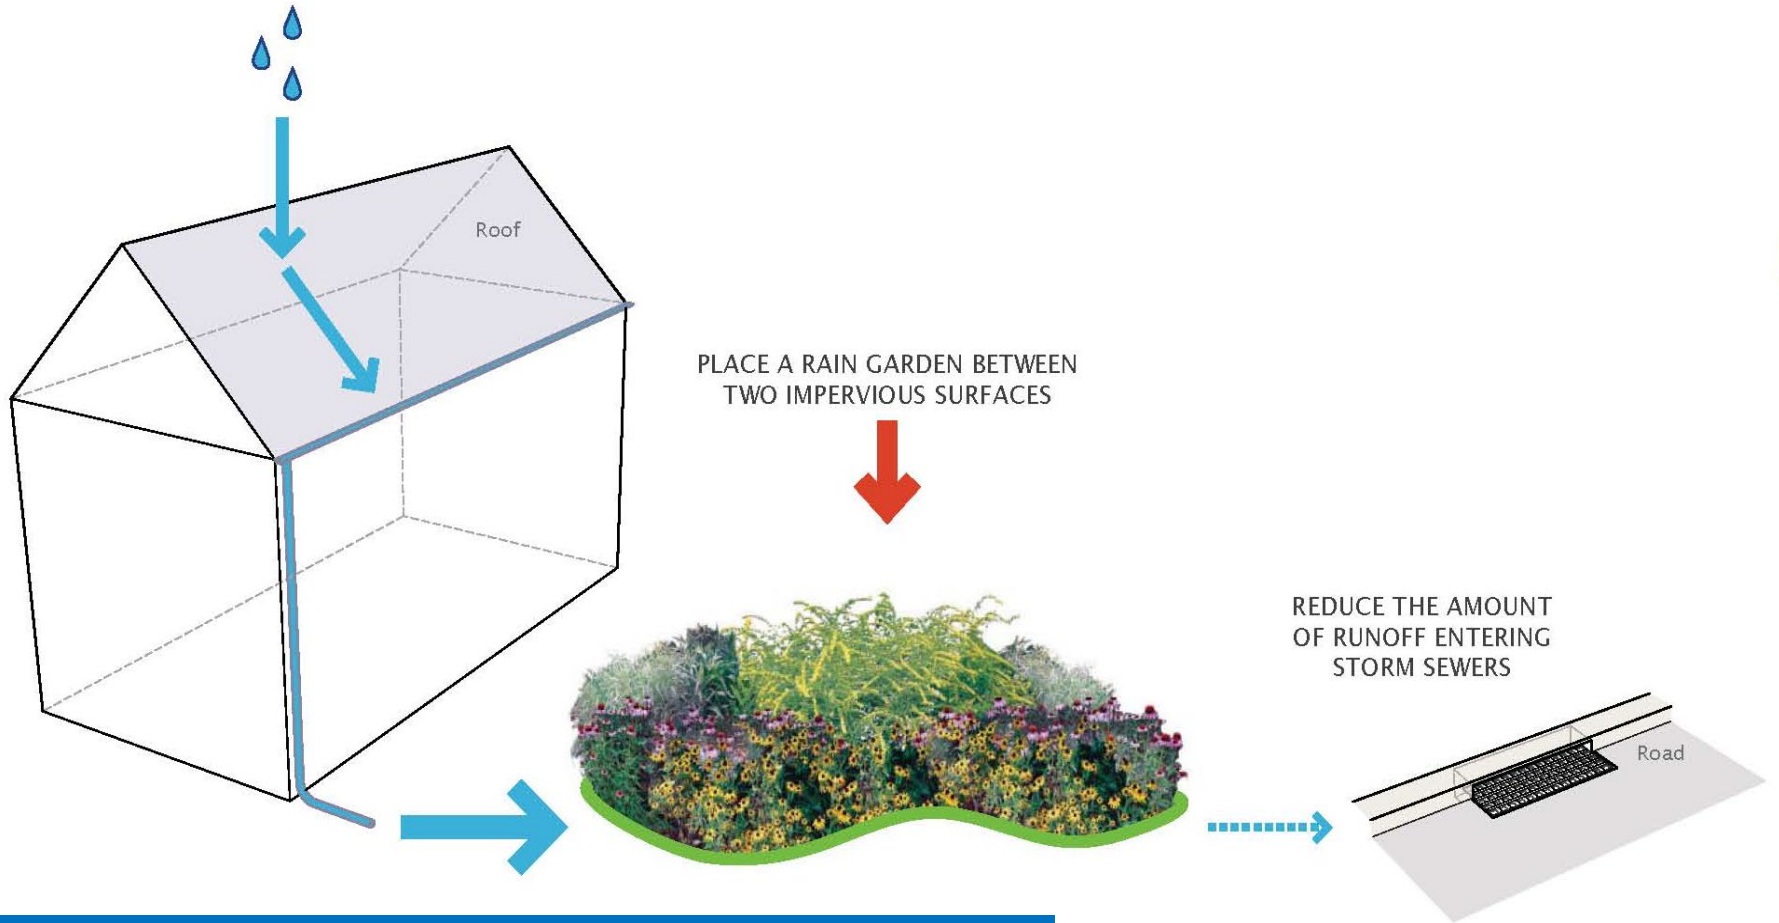 Roof
PLACE A RAIN GARDEN BETWEEN
TWO IMPERVIOUS SURFACES
REDUCE THE AMOUNT
OF RUNOFF ENTERING
STORM SEWERS
Road